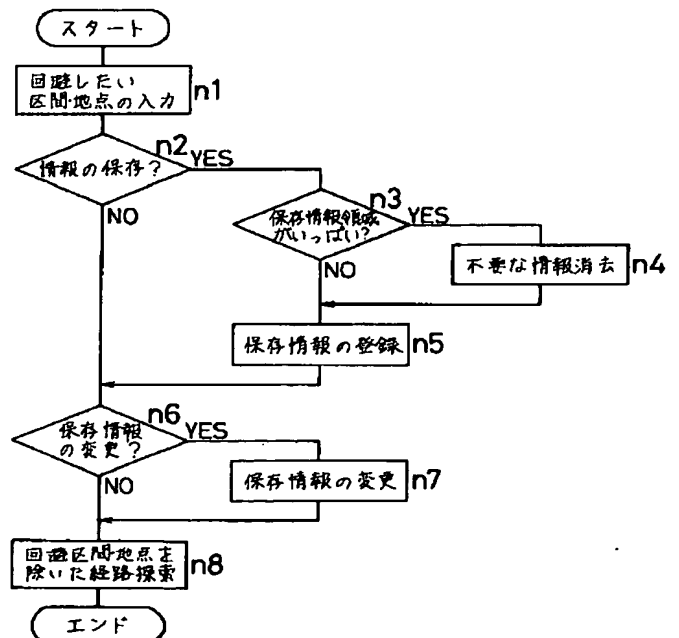 スタート
回避したい
区間・地点の入力 n1
情報の保存? n2
YES
NO
保存情報領域
がいっぱい? n3
YES
NO
不要な情報消去 n4
保存情報の登録 n5
保存情報
の変更? n6
YES
NO
保存情報の変更 n7
回避区間・地点を
除いた経路探索 n8
エンド